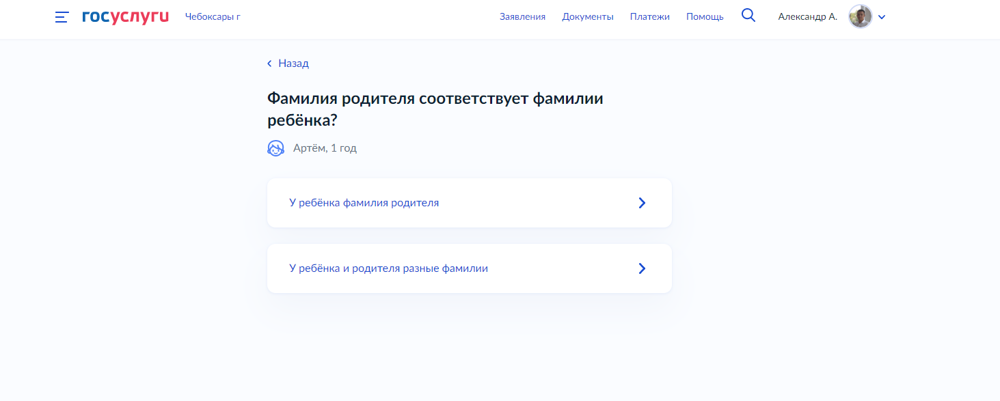 госуслуги Чебоксары г Заявления Документы Платежи Помощь Александр А.
Назад
Фамилия родителя соответствует фамилии
ребёнка?
Артём, 1 год
У ребёнка фамилия родителя
У ребёнка и родителя разные фамилии